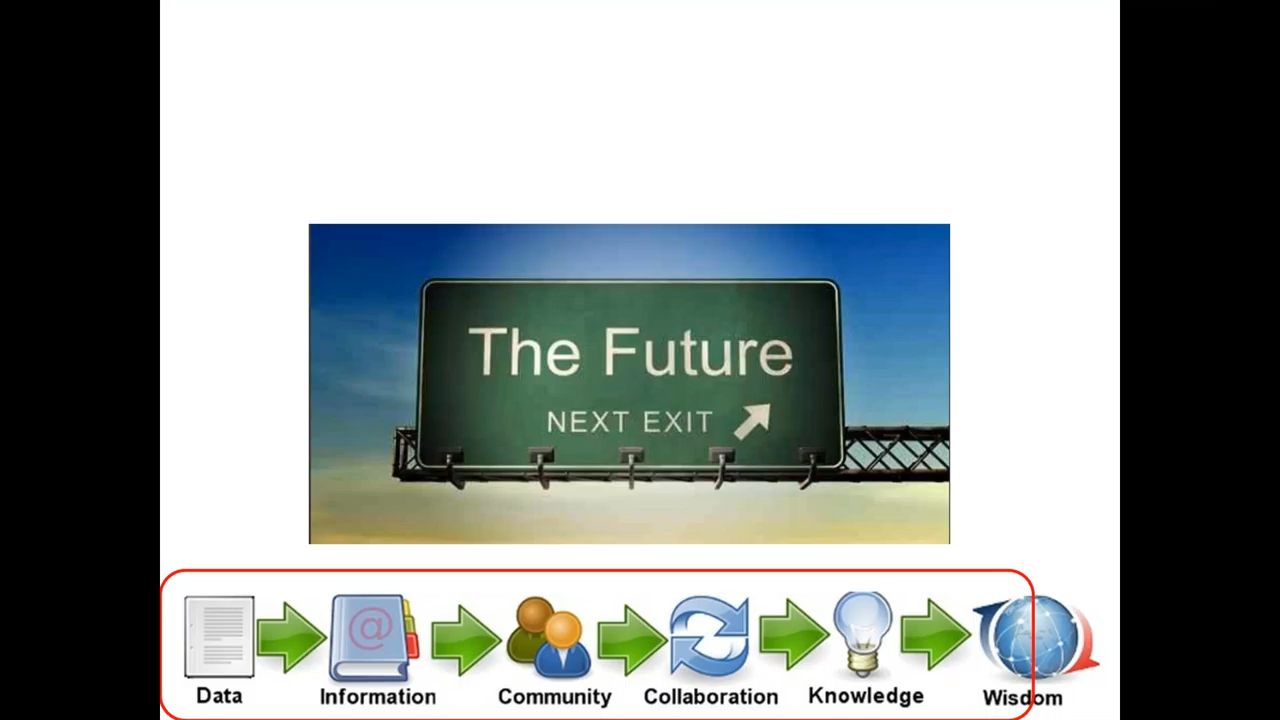 The Future
NEXT EXIT
@
Data Information Community Collaboration Knowledge Wisdom